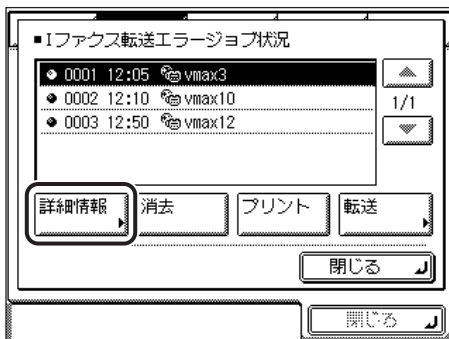 ■Iファクス転送エラージョブ状況
0001 12:05 vmax3
0002 12:10 vmax10
0003 12:50 vmax12
1/1
詳細情報 消去 プリント 転送
閉じる
閉じる